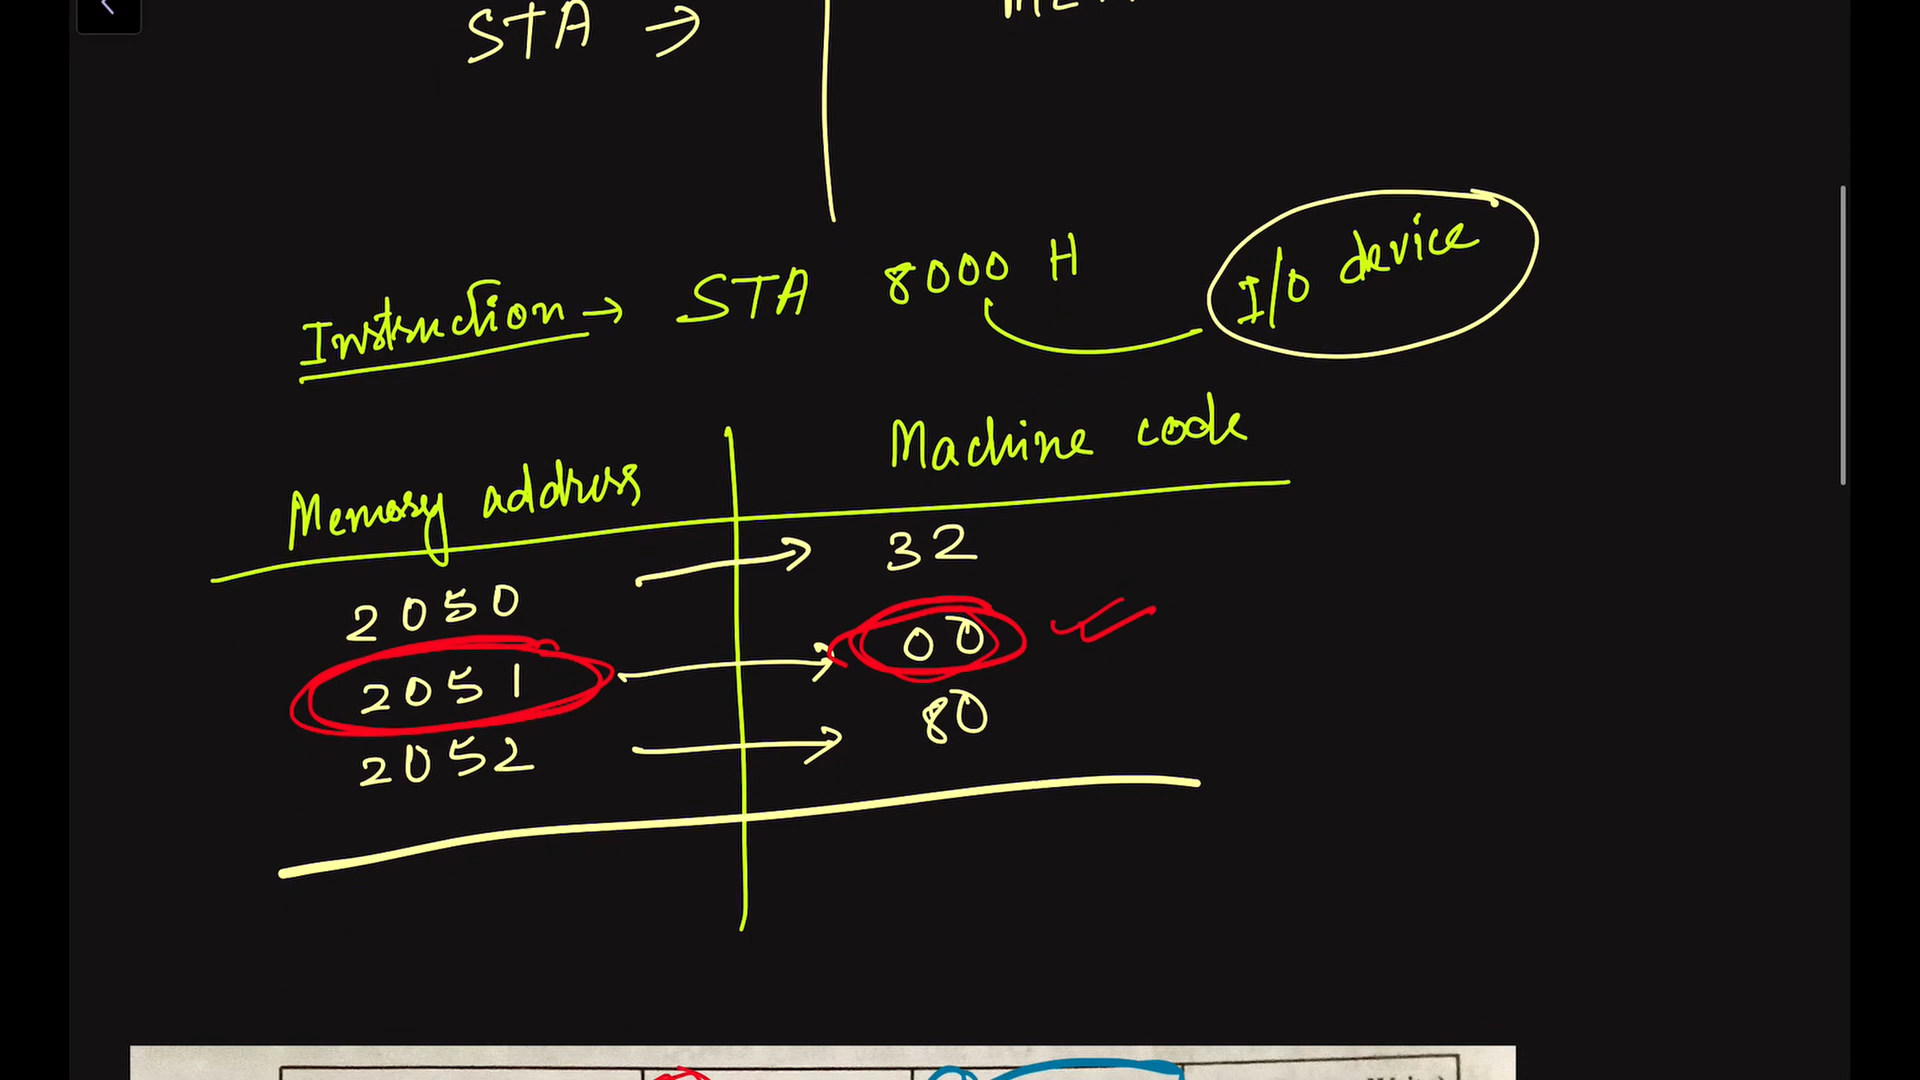 STA →
Instruction → STA 8000 H I/O device
Memory address Machine code
2050 → 32
2051 → 00
2052 → 80